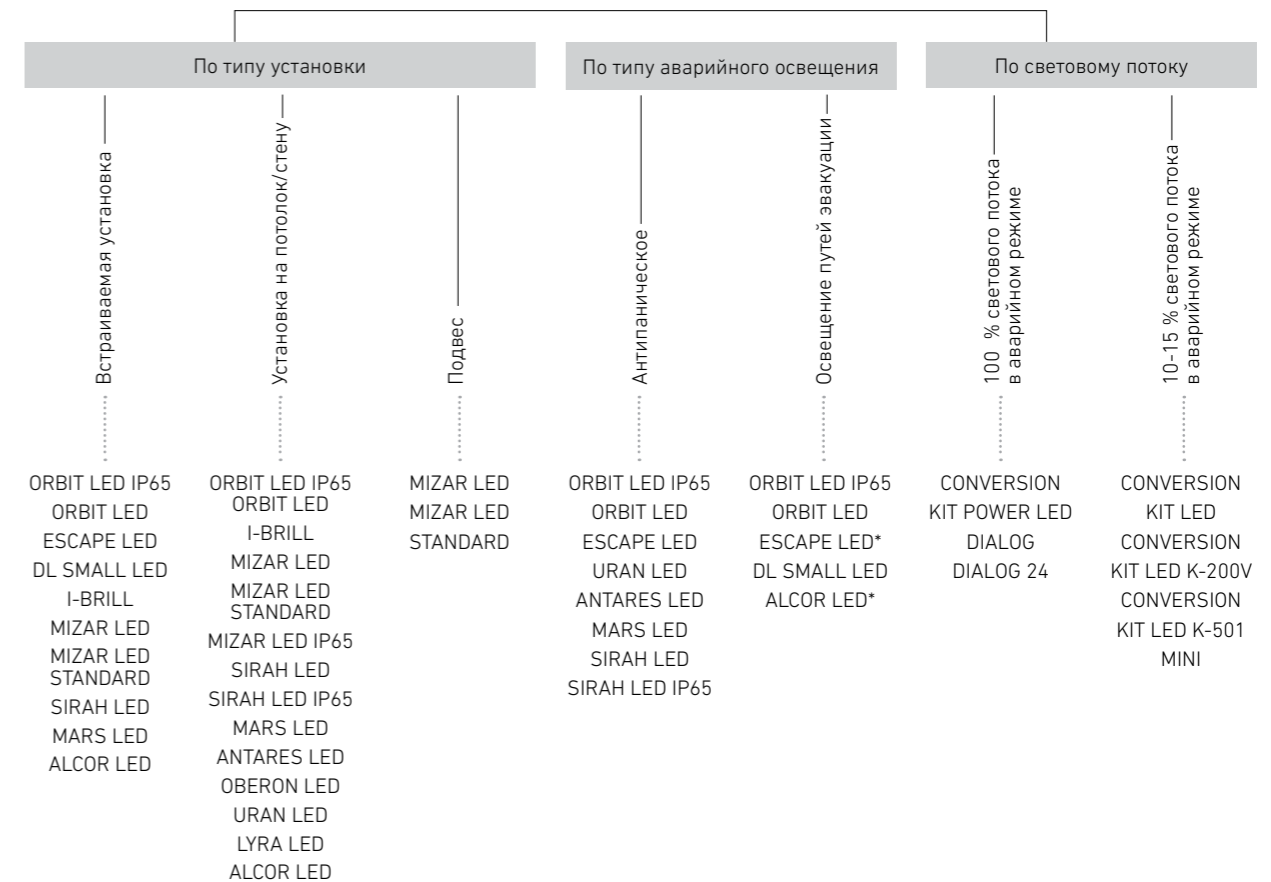 По типу установки
По типу аварийного освещения
По световому потоку
Встраиваемая установка
ORBIT LED IP65
ORBIT LED
ESCAPE LED
DL SMALL LED
I-BRILL
MIZAR LED
MIZAR LED
STANDARD
SIRAH LED
MARS LED
ALCOR LED
Установка на потолок/стену
ORBIT LED IP65
ORBIT LED
I-BRILL
MIZAR LED
MIZAR LED
STANDARD
MIZAR LED IP65
SIRAH LED
SIRAH LED IP65
MARS LED
ANTARES LED
OBERON LED
URAN LED
LYRA LED
ALCOR LED
Подвес
MIZAR LED
MIZAR LED
STANDARD
Антипаническое
ORBIT LED IP65
ORBIT LED
ESCAPE LED
URAN LED
ANTARES LED
MARS LED
SIRAH LED
SIRAH LED IP65
Освещение путей эвакуации
ORBIT LED IP65
ORBIT LED
ESCAPE LED*
DL SMALL LED
ALCOR LED*
100 % светового потока
в аварийном режиме
CONVERSION
KIT POWER LED
DIALOG
DIALOG 24
10-15 % светового потока
в аварийном режиме
CONVERSION
KIT LED
CONVERSION
KIT LED K-200V
CONVERSION
KIT LED K-501
MINI